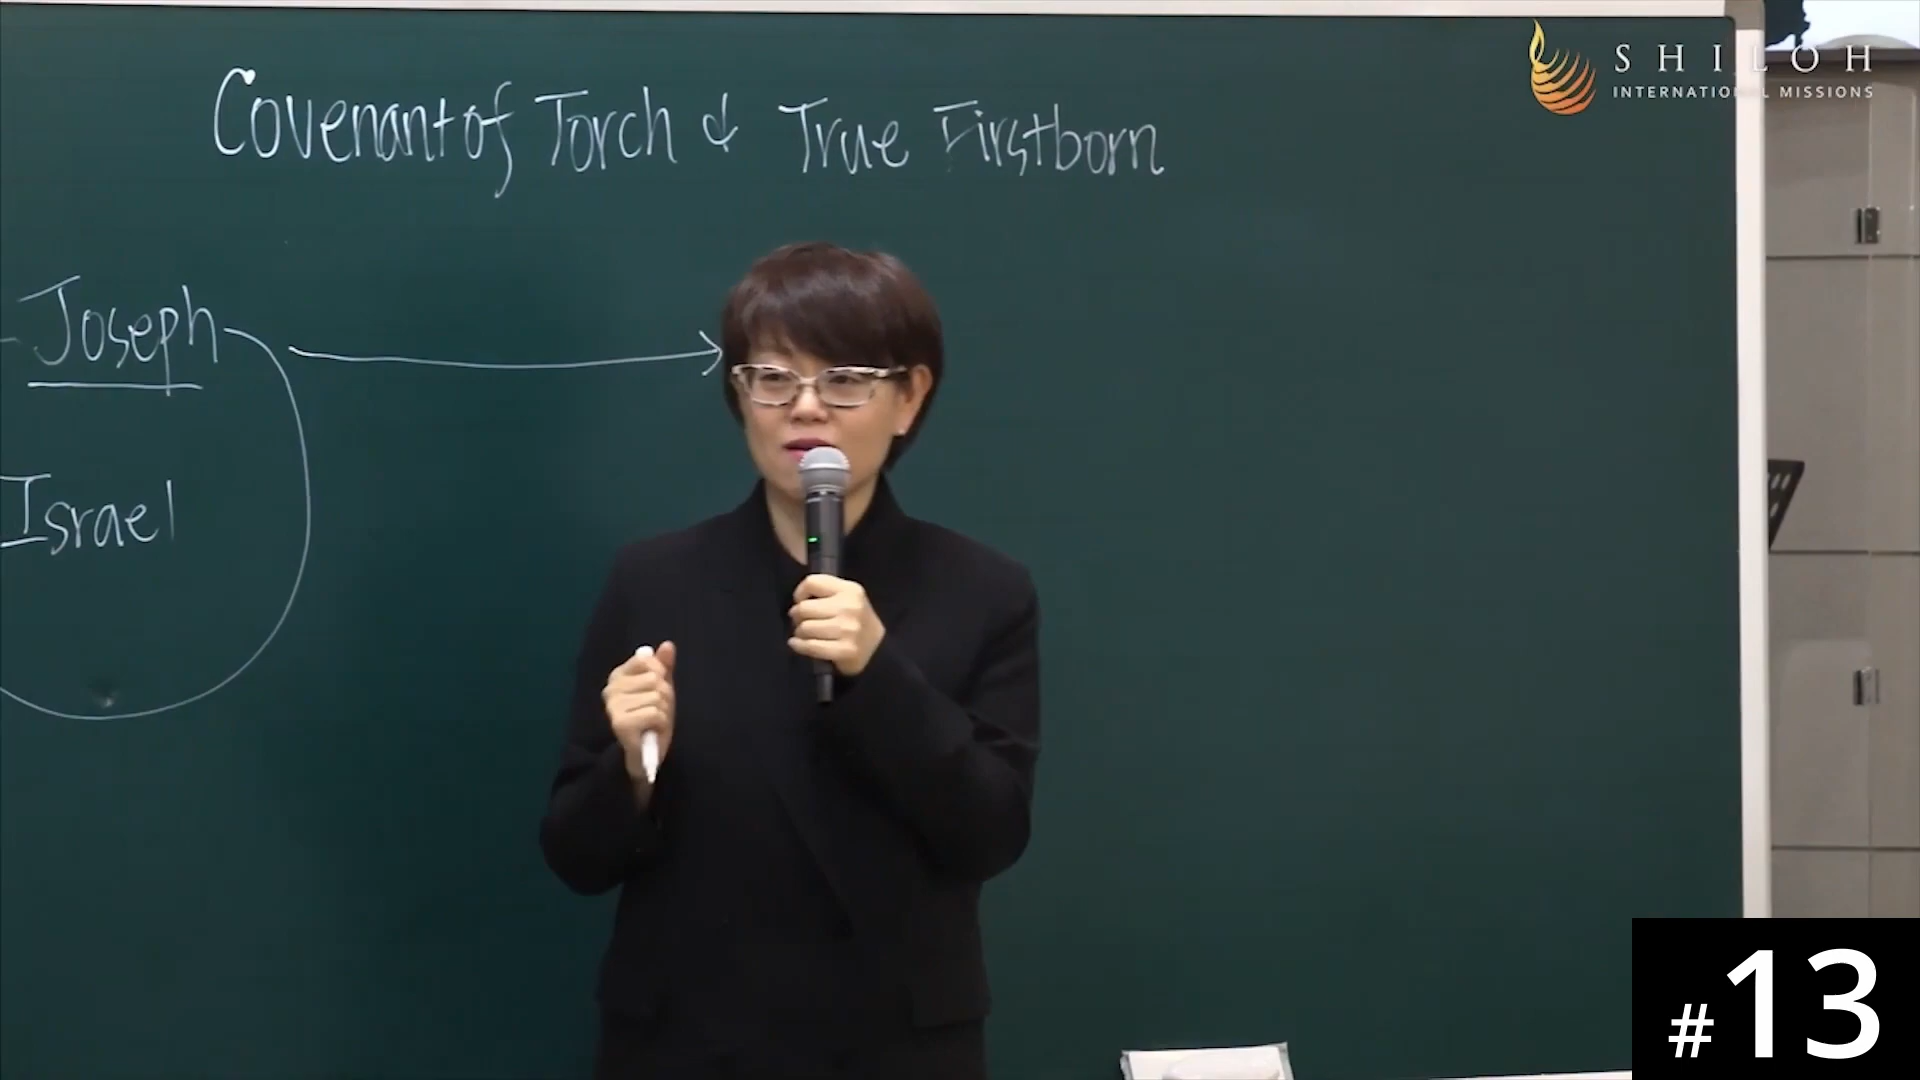 Covenant of Torch & True Firstborn
SHILOH
INTERNATIONAL MISSIONS
Joseph
Israel
#13